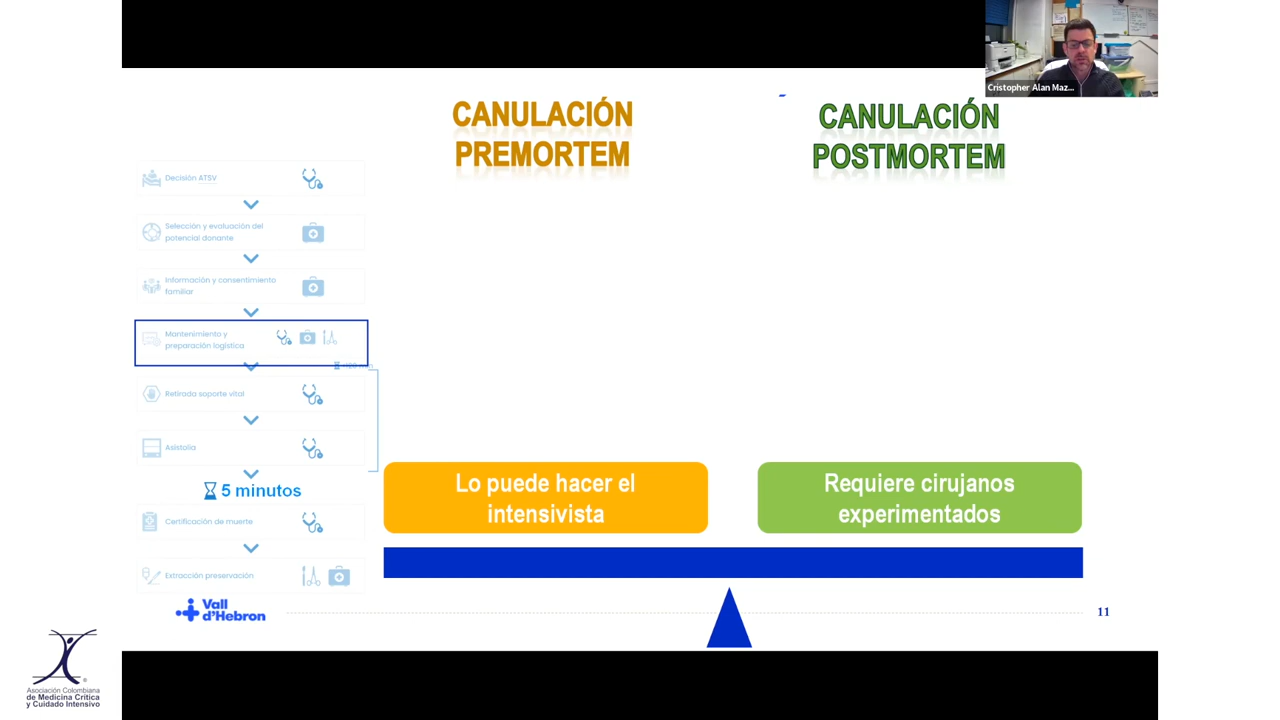 Cristopher Alan Maz...
CANULACIÓN
PREMORTEM
CANULACIÓN
POSTMORTEM
Decisión ATSV
Selección y evaluación del
potencial donante
Información y consentimiento
familiar
Mantenimiento y
preparación logística
Retirada soporte vital
Asistolia
5 minutos
Certificación de muerte
Extracción preservación
Lo puede hacer el
intensivista
Requiere cirujanos
experimentados
Vall
d'Hebron
11
Asociación Colombiana
de Medicina Crítica
y Cuidado Intensivo